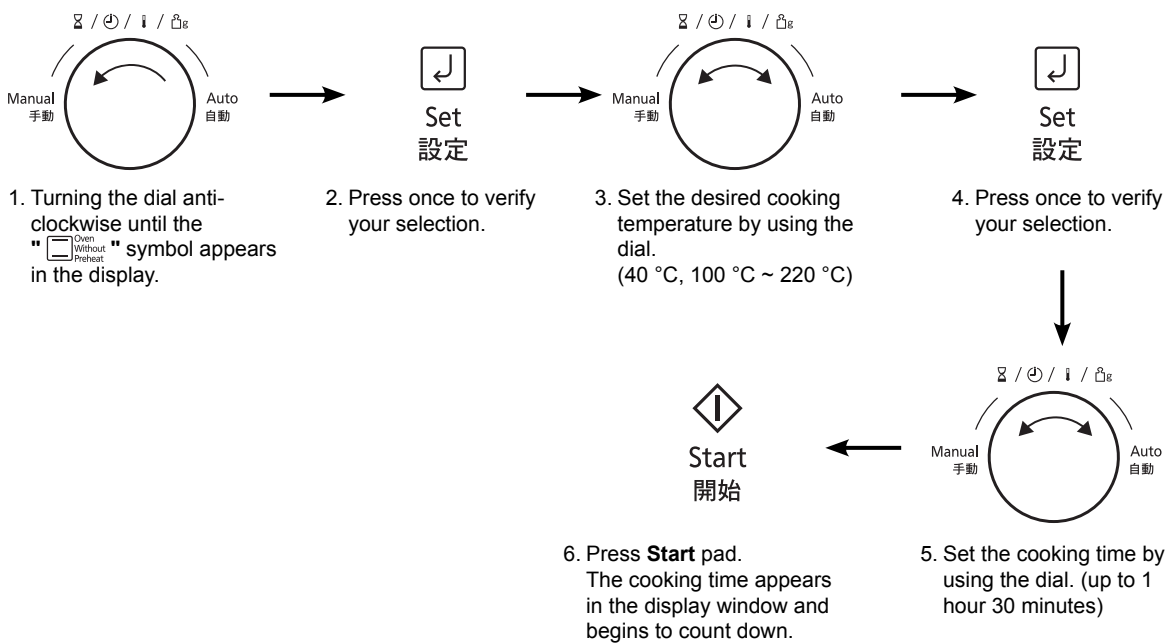 Manual
手動
Auto
自動
1. Turning the dial anti-
clockwise until the
" Oven
Without
Preheat " symbol appears
in the display.
Set
設定
2. Press once to verify
your selection.
Manual
手動
Auto
自動
3. Set the desired cooking
temperature by using the
dial.
(40 °C, 100 °C ~ 220 °C)
Set
設定
4. Press once to verify
your selection.
g
Manual
手動
Auto
自動
5. Set the cooking time by
using the dial. (up to 1
hour 30 minutes)
Start
開始
6. Press Start pad.
The cooking time appears
in the display window and
begins to count down.